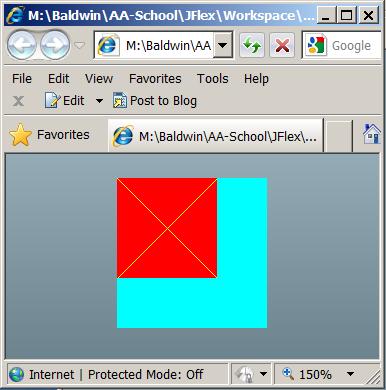 M:\Baldwin\AA-School\JFlex\Workspace\...
M:\Baldwin\AA
Google
File Edit View Favorites Tools Help
x Edit Post to Blog
Favorites M:\Baldwin\AA-School\JFlex\...
Internet | Protected Mode: Off 150%